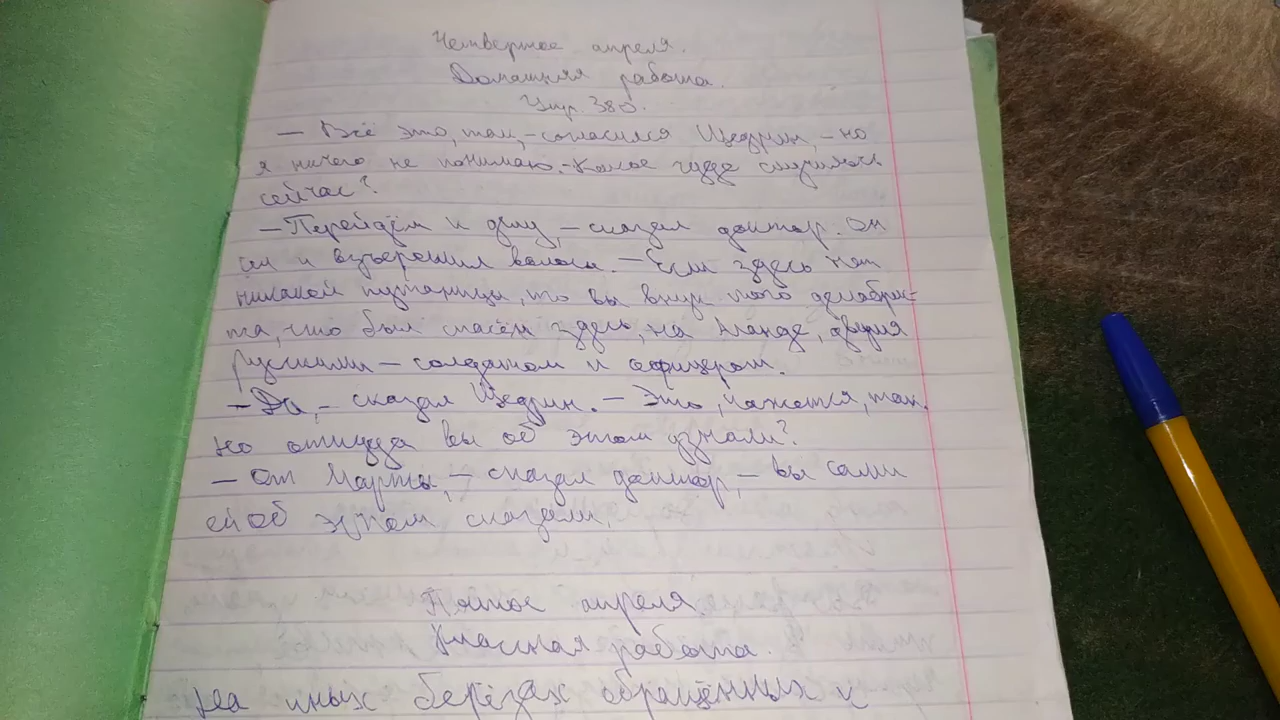 Четвертое апреля.
Домашняя работа.
Упр. 380.
— Всё это, так, – согласился Щедрин, – но
я ничего не понимаю. – Какое чудо случилось
сейчас?
– Перейдём к делу, – сказал доктор. Он
сел и взъерошил волосы. – Если здесь нет
никакой путаницы, то вы внук того декабрис-
та, что был спасён здесь, на Аланде, двумя
русскими – солдатом и офицером.
– Да, – сказал Щедрин. – Это, кажется, так.
Но откуда вы об этом узнали?
– От Марты, – сказал доктор, – вы сами
ей об этом сказали.
Пятое апреля
Классная работа.
На иных берёзах обращённых к